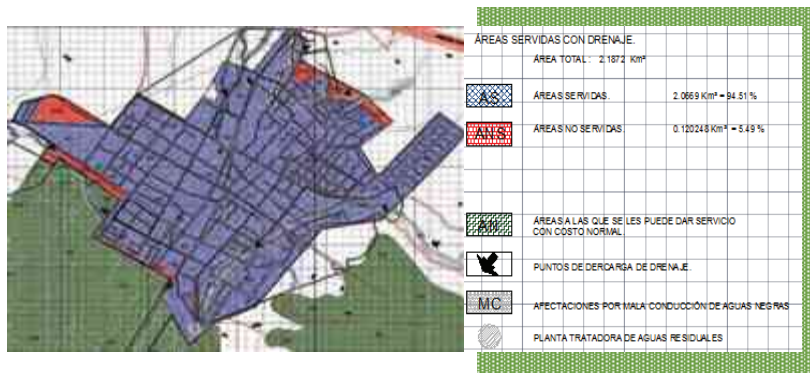 ÁREAS SERVIDAS CON DRENAJE.
ÁREA TOTAL: 2.1872 Km²
AS ÁREAS SERVIDAS. 2.0669 Km² = 94.51 %
ANS ÁREAS NO SERVIDAS. 0.120248 Km² = 5.49 %
AN ÁREAS A LAS QUE SE LES PUEDE DAR SERVICIO
CON COSTO NORMAL.
PUNTOS DE DERCARGA DE DRENAJE.
MC AFECTACIONES POR MALA CONDUCCIÓN DE AGUAS NEGRAS
PLANTA TRATADORA DE AGUAS RESIDUALES